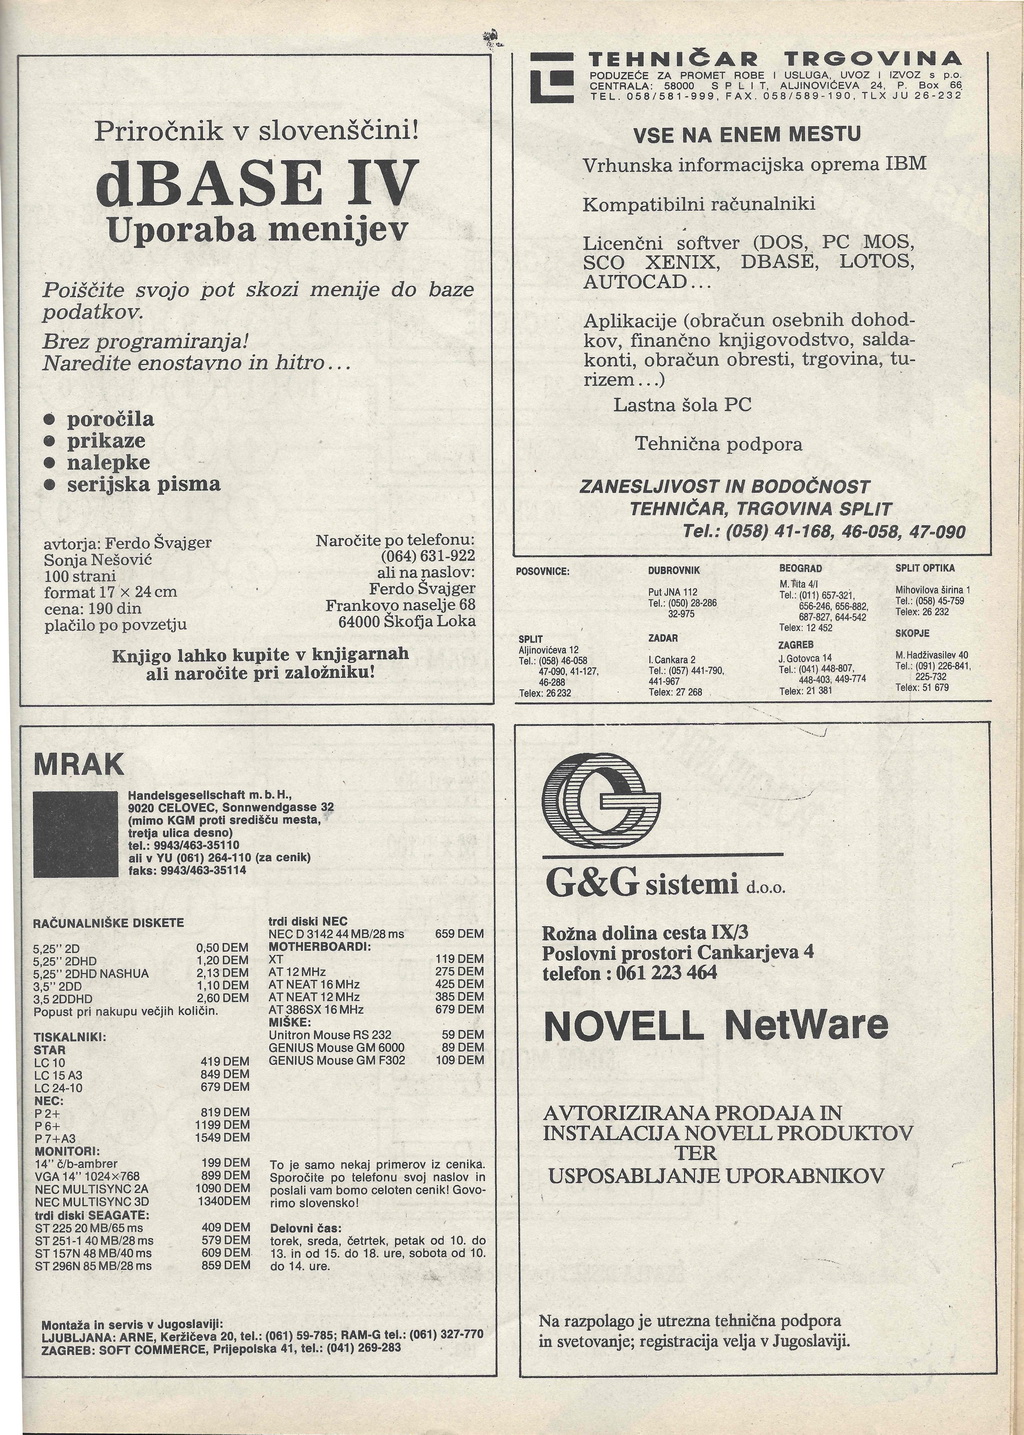 Priročnik v slovenščini!
dBASE IV
Uporaba menijev
Poiščite svojo pot skozi menije do baze
podatkov.
Brez programiranja!
Naredite enostavno in hitro...
● poročila
● prikaze
● nalepke
● serijska pisma
avtorja: Ferdo Švajger
Sonja Nešović
100 strani
format 17 × 24 cm
cena: 190 din
plačilo po povzetju
Naročite po telefonu:
(064) 631-922
ali na naslov:
Ferdo Švajger
Frankovo naselje 68
64000 Škofja Loka
Knjigo lahko kupite v knjigarnah
ali naročite pri založniku!
TEHNIČAR TRGOVINA
PODUZEĆE ZA PROMET ROBE I USLUGA, UVOZ I IZVOZ s p.o.
CENTRALA: 58000 SPLIT, ALJINOVIĆEVA 24, P. Box 66
TEL. 058/581-999, FAX. 058/589-190, TLX JU 26-232
VSE NA ENEM MESTU
Vrhunska informacijska oprema IBM
Kompatibilni računalniki
Licenčni softver (DOS, PC MOS,
SCO XENIX, DBASE, LOTOS,
AUTOCAD...
Aplikacije (obračun osebnih dohod-
kov, finančno knjigovodstvo, salda-
konti, obračun obresti, trgovina, tu-
rizem...)
Lastna šola PC
Tehnična podpora
ZANESLJIVOST IN BODOČNOST
TEHNIČAR, TRGOVINA SPLIT
Tel.: (058) 41-168, 46-058, 47-090
POSOVNICE:
SPLIT
Aljinovićeva 12
Tel.: (058) 46-058
47-090, 41-127,
46-288
Telex: 26 232
DUBROVNIK
Put JNA 112
Tel.: (050) 28-286
32-975
ZADAR
I. Cankara 2
Tel.: (057) 441-790,
441-967
Telex: 27 268
BEOGRAD
M. Tita 4/I
Tel.: (011) 657-321,
656-246, 656-882,
687-827, 644-542
Telex: 12 452
ZAGREB
J. Gotovca 14
Tel.: (041) 448-807,
448-403, 449-774
Telex: 21 381
SPLIT OPTIKA
Mihovilova širina 1
Tel.: (058) 45-759
Telex: 26 232
SKOPJE
M. Hadživasilev 40
Tel.: (091) 226-841,
225-732
Telex: 51 679
MRAK
Handelsgesellschaft m. b. H.,
9020 CELOVEC, Sonnwendgasse 32
(mimo KGM proti središču mesta,
tretja ulica desno)
tel.: 9943/463-35110
ali v YU (061) 264-110 (za cenik)
faks: 9943/463-35114
RAČUNALNIŠKE DISKETE
5,25'' 2D 0,50 DEM
5,25'' 2DHD 1,20 DEM
5,25'' 2DHD NASHUA 2,13 DEM
3,5'' 2DD 1,10 DEM
3,5 2DDHD 2,60 DEM
Popust pri nakupu večjih količin.
TISKALNIKI:
STAR
LC 10 419 DEM
LC 15 A3 849 DEM
LC 24-10 679 DEM
NEC:
P 2+ 819 DEM
P 6+ 1199 DEM
P 7+A3 1549 DEM
MONITORI:
14'' č/b-ambrer 199 DEM
VGA 14'' 1024×768 899 DEM
NEC MULTISYNC 2A 1090 DEM
NEC MULTISYNC 3D 1340DEM
trdi diski SEAGATE:
ST 225 20 MB/65 ms 409 DEM
ST 251-1 40 MB/28 ms 579 DEM
ST 157N 48 MB/40 ms 609 DEM
ST 296N 85 MB/28 ms 859 DEM
trdi diski NEC
NEC D 3142 44 MB/28 ms 659 DEM
MOTHERBOARDI:
XT 119 DEM
AT 12 MHz 275 DEM
AT NEAT 16 MHz 425 DEM
AT NEAT 12 MHz 385 DEM
AT 386SX 16 MHz 679 DEM
MIŠKE:
Unitron Mouse RS 232 59 DEM
GENIUS Mouse GM 6000 89 DEM
GENIUS Mouse GM F302 109 DEM
To je samo nekaj primerov iz cenika.
Sporočite po telefonu svoj naslov in
poslali vam bomo celoten cenik! Govo-
rimo slovensko!
Delovni čas:
torek, sreda, četrtek, petak od 10. do
13. in od 15. do 18. ure, sobota od 10.
do 14. ure.
Montaža in servis v Jugoslaviji:
LJUBLJANA: ARNE, Keržičeva 20, tel.: (061) 59-785; RAM-G tel.: (061) 327-770
ZAGREB: SOFT COMMERCE, Prijepolska 41, tel.: (041) 269-283
G&G sistemi d.o.o.
Rožna dolina cesta IX/3
Poslovni prostori Cankarjeva 4
telefon : 061 223 464
NOVELL NetWare
AVTORIZIRANA PRODAJA IN
INSTALACIJA NOVELL PRODUKTOV
TER
USPOSABLJANJE UPORABNIKOV
Na razpolago je utrezna tehnična podpora
in svetovanje; registracija velja v Jugoslaviji.